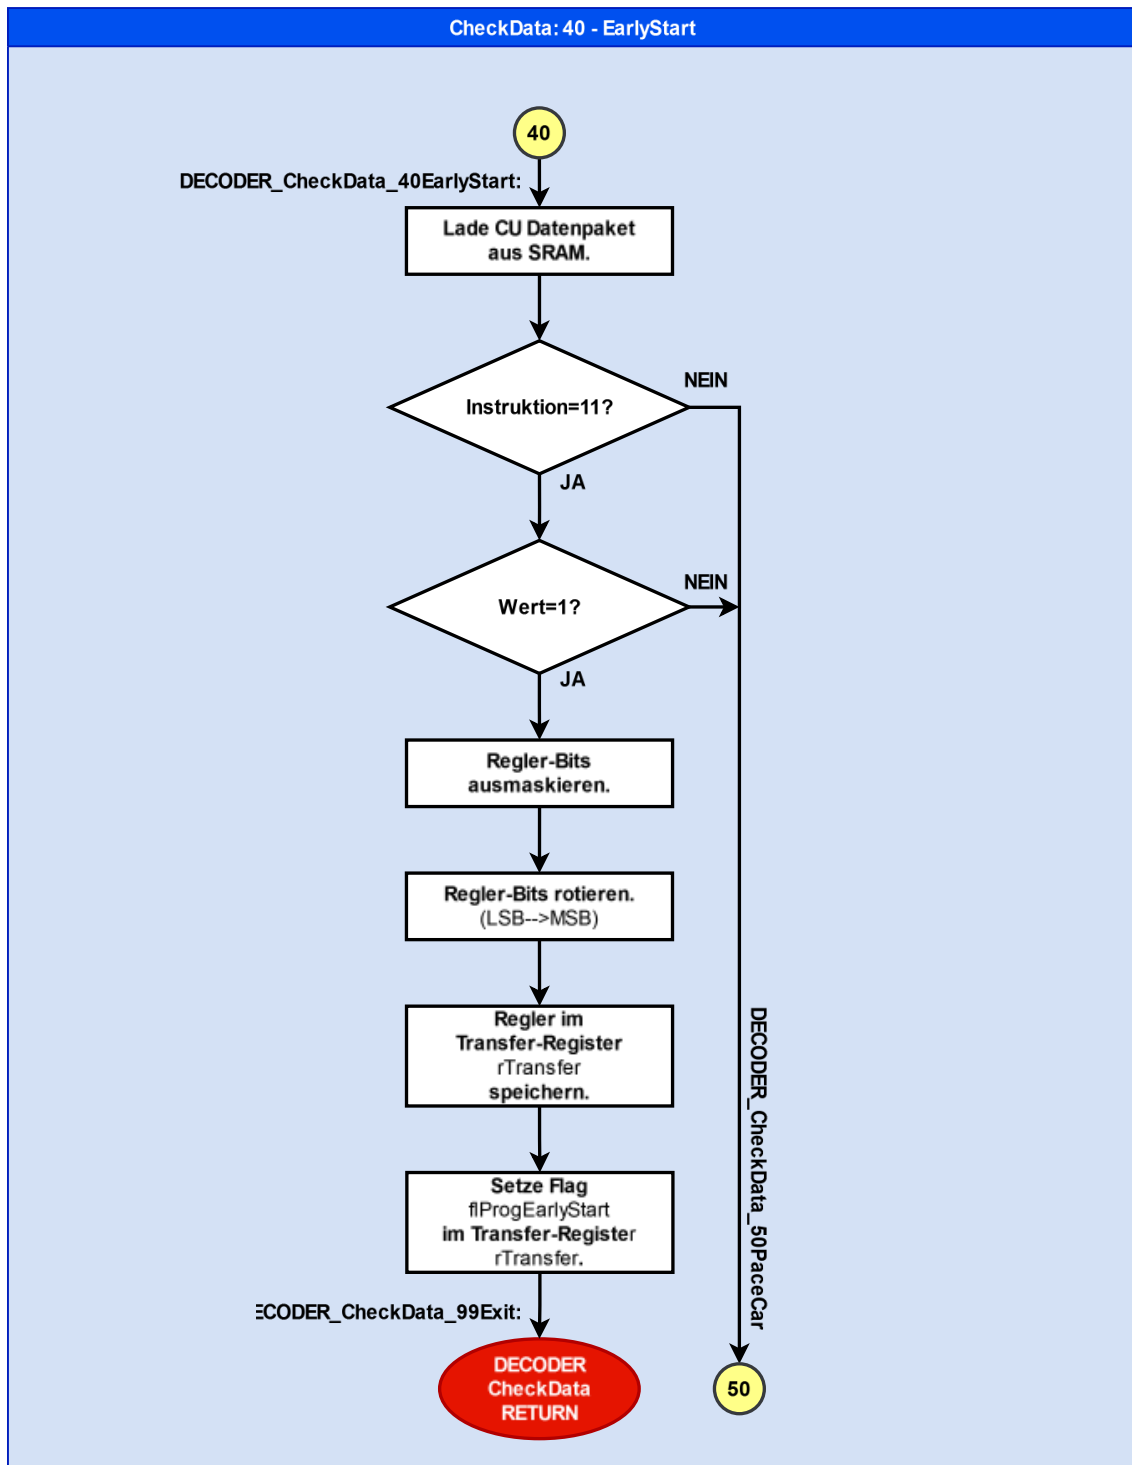 CheckData: 40 - EarlyStart
40
DECODER_CheckData_40EarlyStart:
Lade CU Datenpaket
aus SRAM.
NEIN
Instruktion=11?
JA
NEIN
Wert=1?
JA
Regler-Bits
ausmaskieren.
Regler-Bits rotieren.
(LSB-->MSB)
Regler im
Transfer-Register
rTransfer
speichern.
DECODER_CheckData_50PaceCar
Setze Flag
flProgEarlyStart
im Transfer-Register
rTransfer.
ECODER_CheckData_99Exit:
DECODER
CheckData
RETURN
50